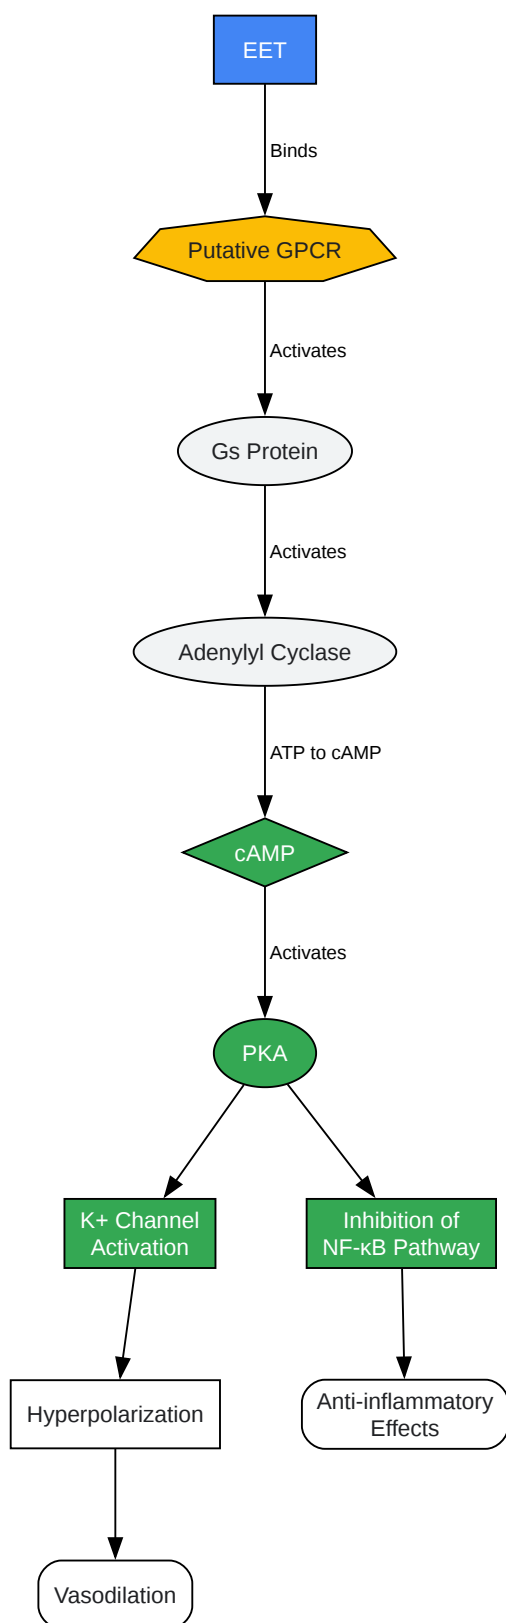 EET
Binds
Putative GPCR
Activates
Gs Protein
Activates
Adenylyl Cyclase
ATP to cAMP
cAMP
Activates
PKA
K+ Channel
Activation
Inhibition of
NF-κB Pathway
Hyperpolarization
Anti-inflammatory
Effects
Vasodilation